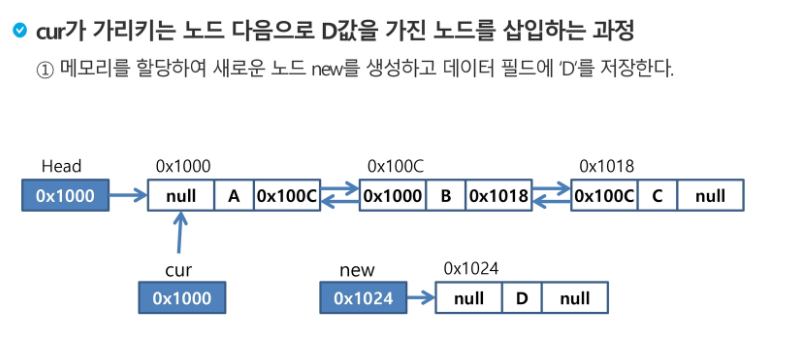 cur가 가리키는 노드 다음으로 D값을 가진 노드를 삽입하는 과정
① 메모리를 할당하여 새로운 노드 new를 생성하고 데이터 필드에 'D'를 저장한다.
Head 0x1000 0x100C 0x1018
0x1000 null A 0x100C 0x1000 B 0x1018 0x100C C null
cur new 0x1024
0x1000 0x1024 null D null